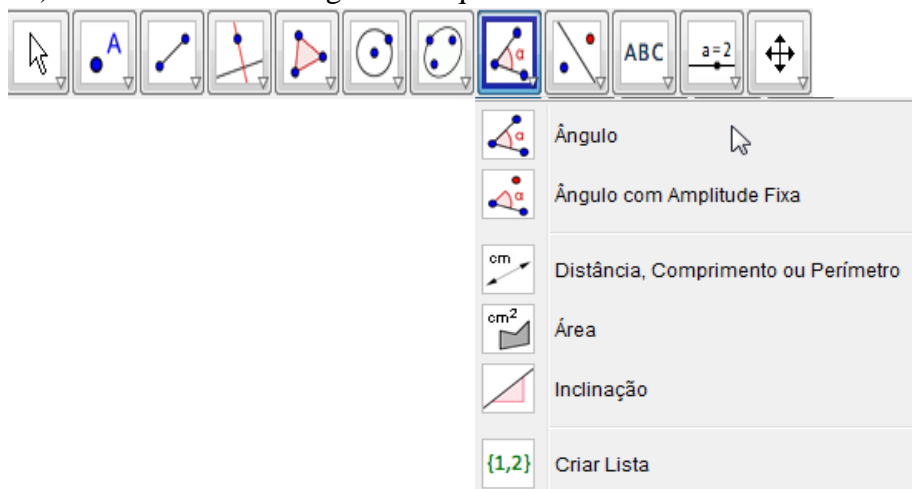 A
α
ABC
a=2
α
Ângulo
α
Ângulo com Amplitude Fixa
cm
Distância, Comprimento ou Perímetro
cm²
Área
Inclinação
{1,2}
Criar Lista